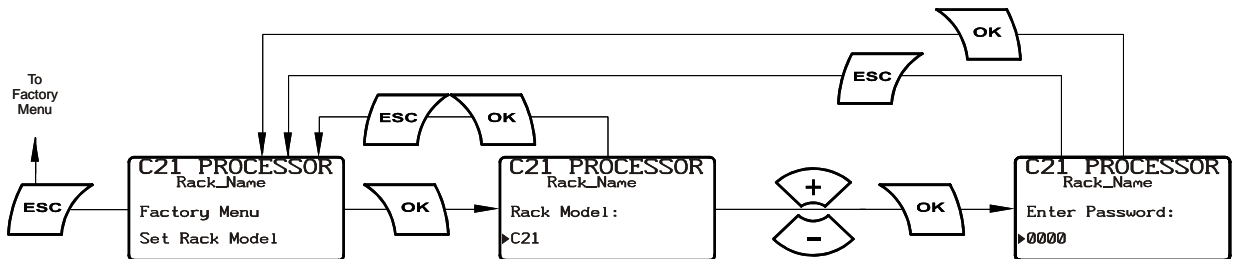 OK
ESC
To
Factory
Menu
ESC OK
C21 PROCESSOR
Rack_Name
Factory Menu
Set Rack Model
C21 PROCESSOR
Rack_Name
Rack Model:
▶C21
C21 PROCESSOR
Rack_Name
Enter Password:
▶0000
ESC
OK
+
-
OK